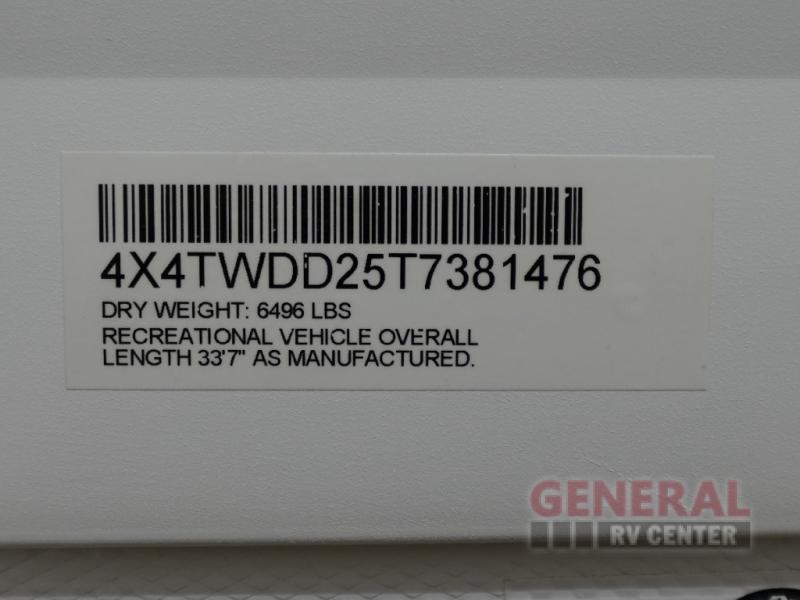 4X4TWDD25T7381476
DRY WEIGHT: 6496 LBS
RECREATIONAL VEHICLE OVERALL
LENGTH 33'7" AS MANUFACTURED.
GENERAL
RV CENTER